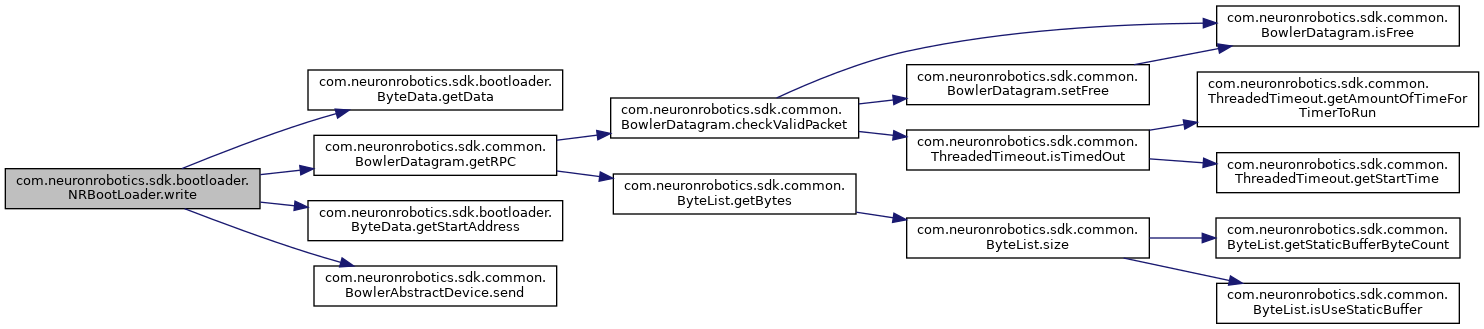 com.neuronrobotics.sdk.bootloader.
NRBootLoader.write
com.neuronrobotics.sdk.bootloader.
ByteData.getData
com.neuronrobotics.sdk.common.
BowlerDatagram.getRPC
com.neuronrobotics.sdk.bootloader.
ByteData.getStartAddress
com.neuronrobotics.sdk.common.
BowlerAbstractDevice.send
com.neuronrobotics.sdk.common.
BowlerDatagram.checkValidPacket
com.neuronrobotics.sdk.common.
ByteList.getBytes
com.neuronrobotics.sdk.common.
BowlerDatagram.setFree
com.neuronrobotics.sdk.common.
ThreadedTimeout.isTimedOut
com.neuronrobotics.sdk.common.
ByteList.size
com.neuronrobotics.sdk.common.
BowlerDatagram.isFree
com.neuronrobotics.sdk.common.
ThreadedTimeout.getAmountOfTimeFor
TimerToRun
com.neuronrobotics.sdk.common.
ThreadedTimeout.getStartTime
com.neuronrobotics.sdk.common.
ByteList.getStaticBufferByteCount
com.neuronrobotics.sdk.common.
ByteList.isUseStaticBuffer